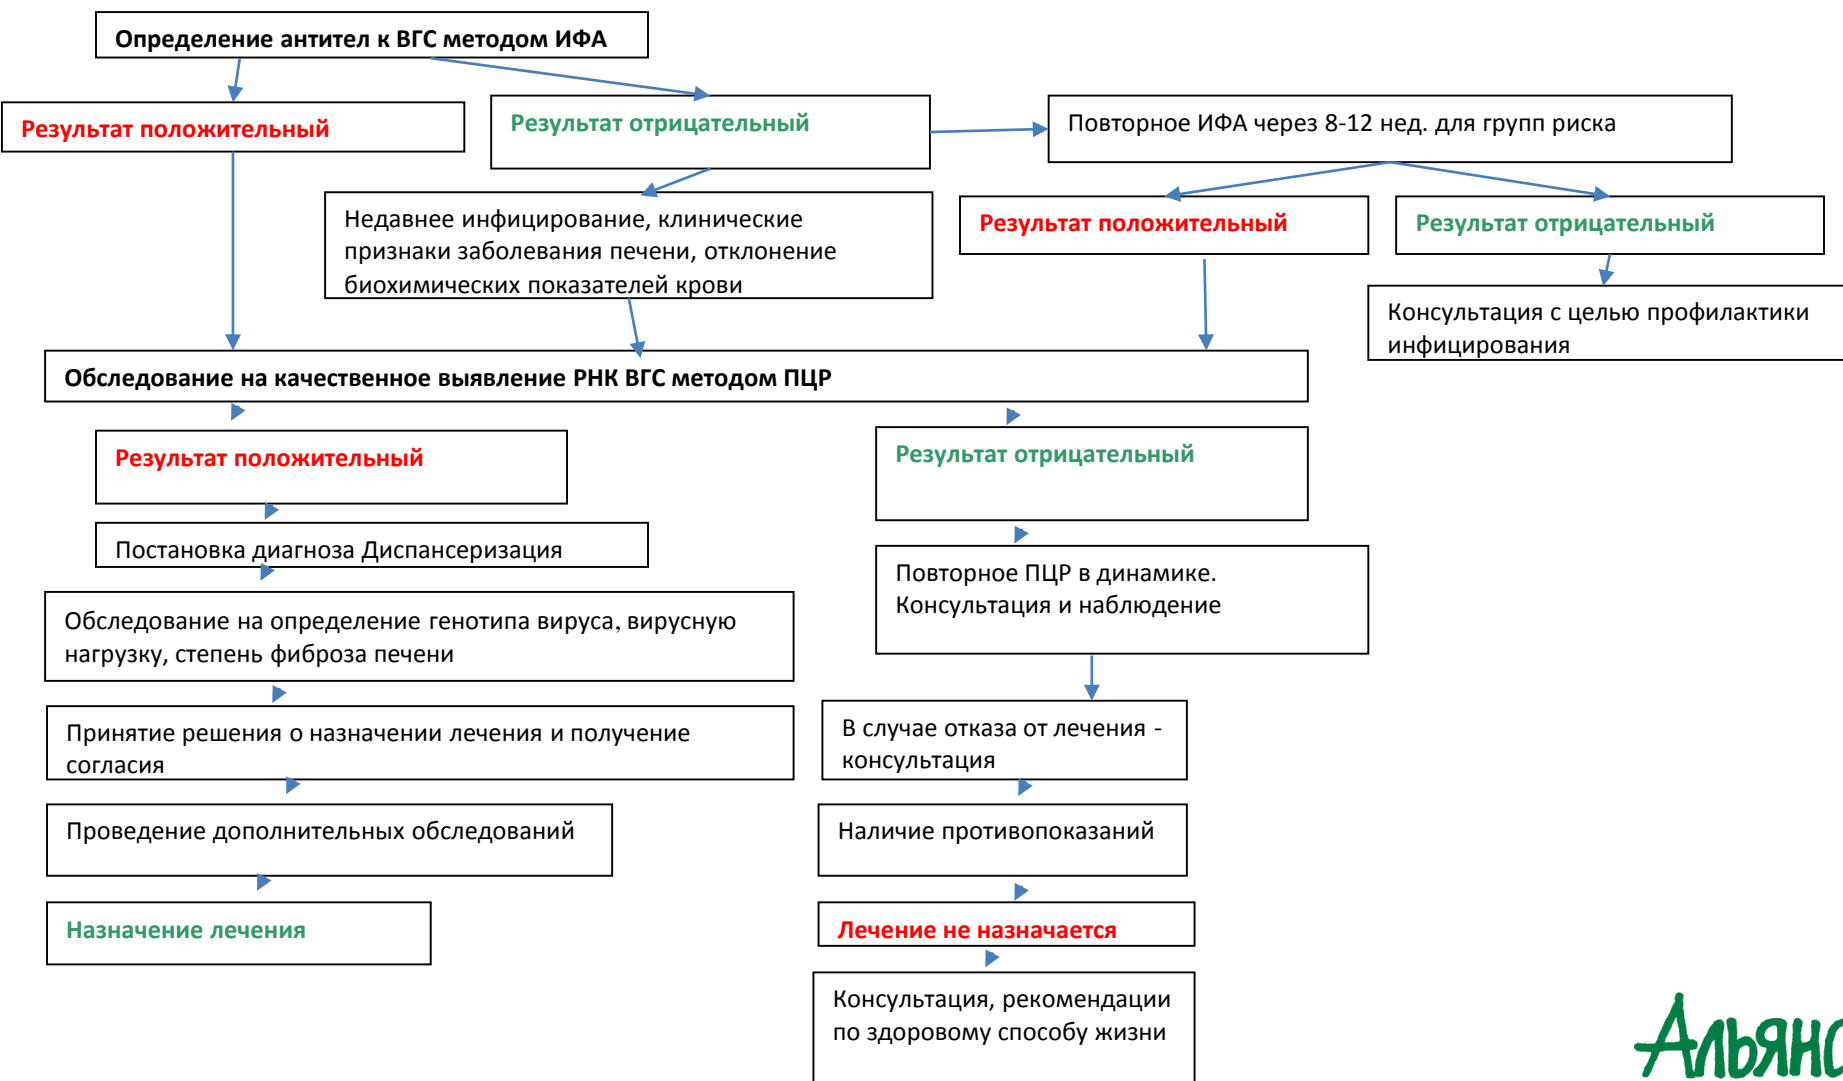 Определение антител к ВГС методом ИФА
Результат положительный
Результат отрицательный
Повторное ИФА через 8-12 нед. для групп риска
Недавнее инфицирование, клинические
признаки заболевания печени, отклонение
биохимических показателей крови
Результат положительный
Результат отрицательный
Консультация с целью профилактики
инфицирования
Обследование на качественное выявление РНК ВГС методом ПЦР
Результат положительный
Результат отрицательный
Постановка диагноза Диспансеризация
Повторное ПЦР в динамике.
Консультация и наблюдение
Обследование на определение генотипа вируса, вирусную
нагрузку, степень фиброза печени
Принятие решения о назначении лечения и получение
согласия
В случае отказа от лечения -
консультация
Проведение дополнительных обследований
Наличие противопоказаний
Назначение лечения
Лечение не назначается
Консультация, рекомендации
по здоровому способу жизни
Альянс